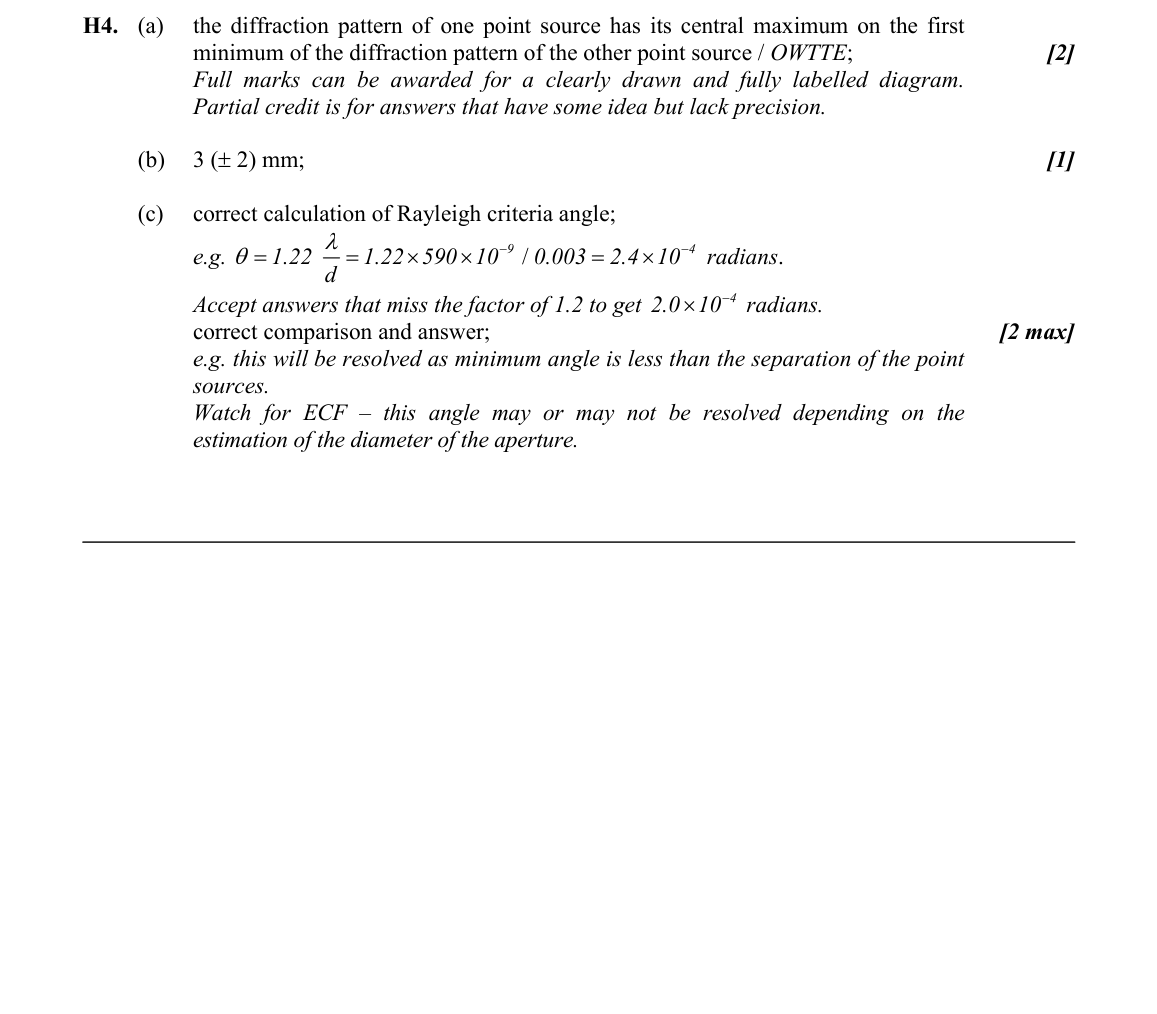 H4. (a) the diffraction pattern of one point source has its central maximum on the first
minimum of the diffraction pattern of the other point source / OWTTE; [2]
Full marks can be awarded for a clearly drawn and fully labelled diagram.
Partial credit is for answers that have some idea but lack precision.
(b) 3 (± 2) mm; [1]
(c) correct calculation of Rayleigh criteria angle;
e.g. θ = 1.22 λ/d = 1.22 × 590 × 10⁻⁹ / 0.003 = 2.4 × 10⁻⁴ radians.
Accept answers that miss the factor of 1.2 to get 2.0 × 10⁻⁴ radians.
correct comparison and answer; [2 max]
e.g. this will be resolved as minimum angle is less than the separation of the point
sources.
Watch for ECF – this angle may or may not be resolved depending on the
estimation of the diameter of the aperture.